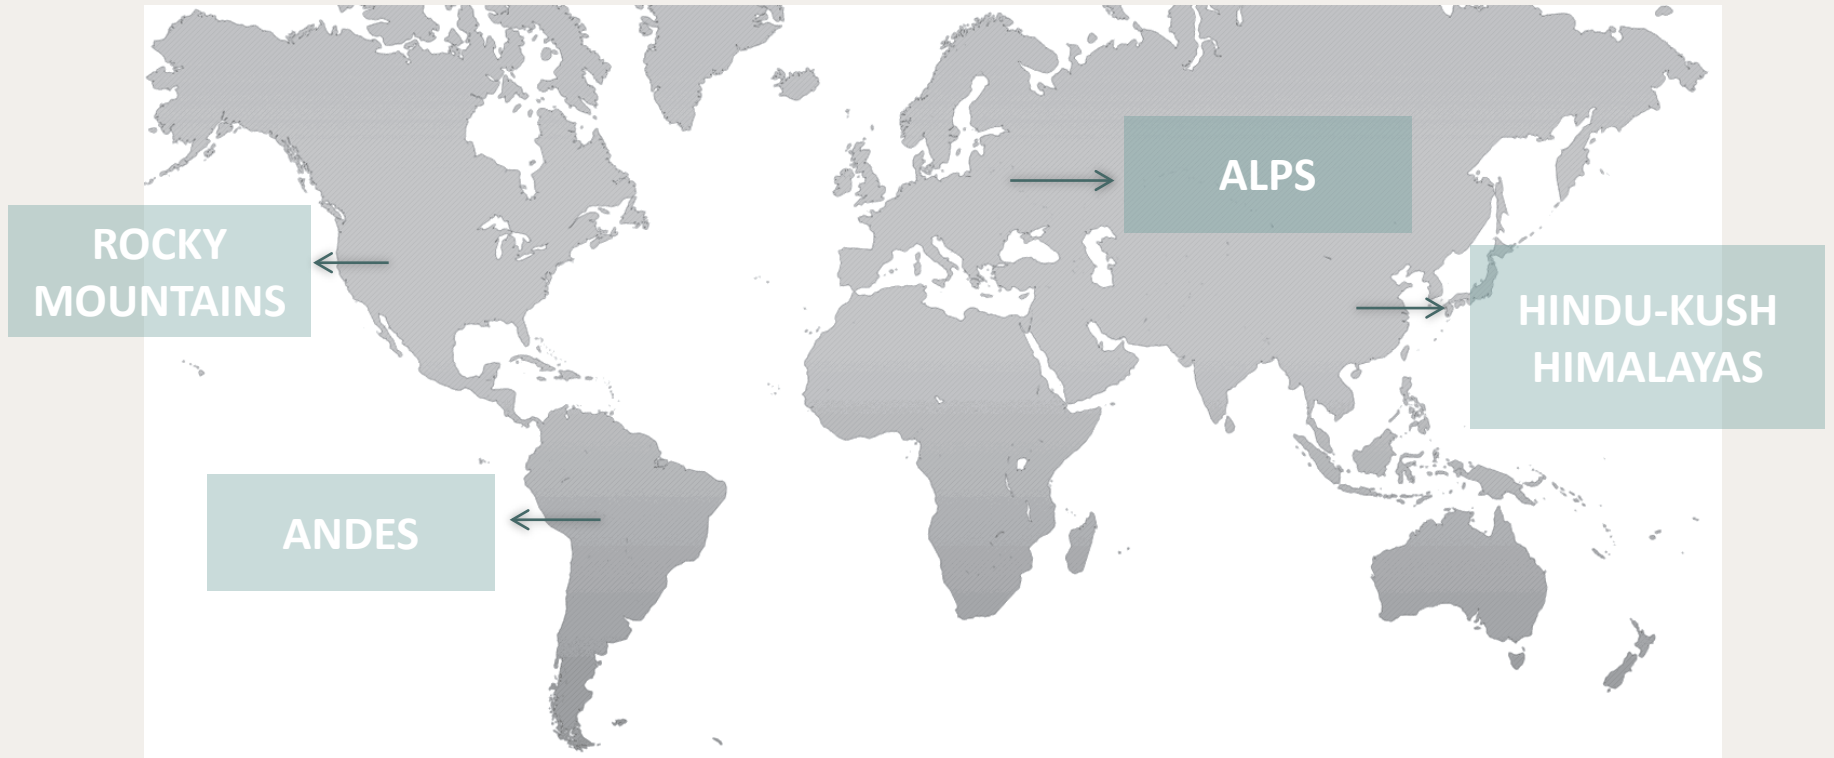 ALPS
ROCKY
MOUNTAINS
HINDU-KUSH
HIMALAYAS
ANDES